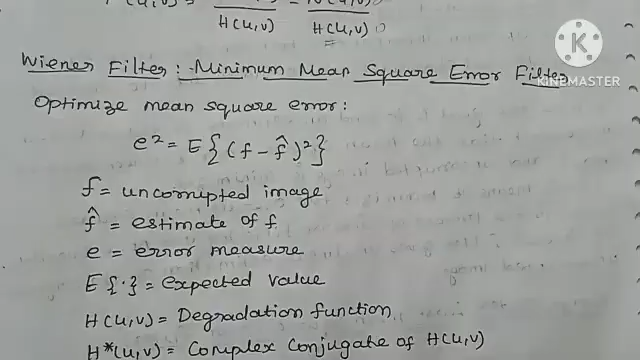 H(u,v) H(u,v)
KINEMASTER
Wiener Filter: Minimum Mean Square Error Filter
Optimize mean square error:
e² = E{(f - f̂)²}
f = uncorrupted image
f̂ = estimate of f
e = error measure
E{·} = expected value
H(u,v) = Degradation function
H*(u,v) = Complex Conjugate of H(u,v)